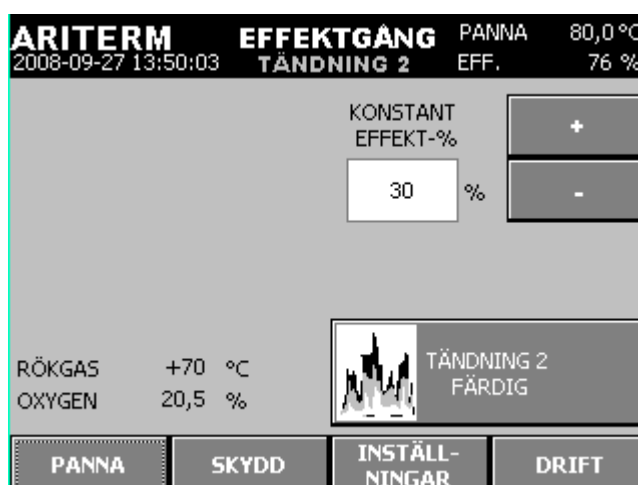 ARITERM EFFEKTGÅNG PANNA 80,0 °C
2008-09-27 13:50:03 TÄNDNING 2 EFF. 76 %
KONSTANT
EFFEKT-%
+
30 %
-
RÖKGAS +70 °C
OXYGEN 20,5 %
TÄNDNING 2
FÄRDIG
PANNA
SKYDD
INSTÄLL-
NINGAR
DRIFT